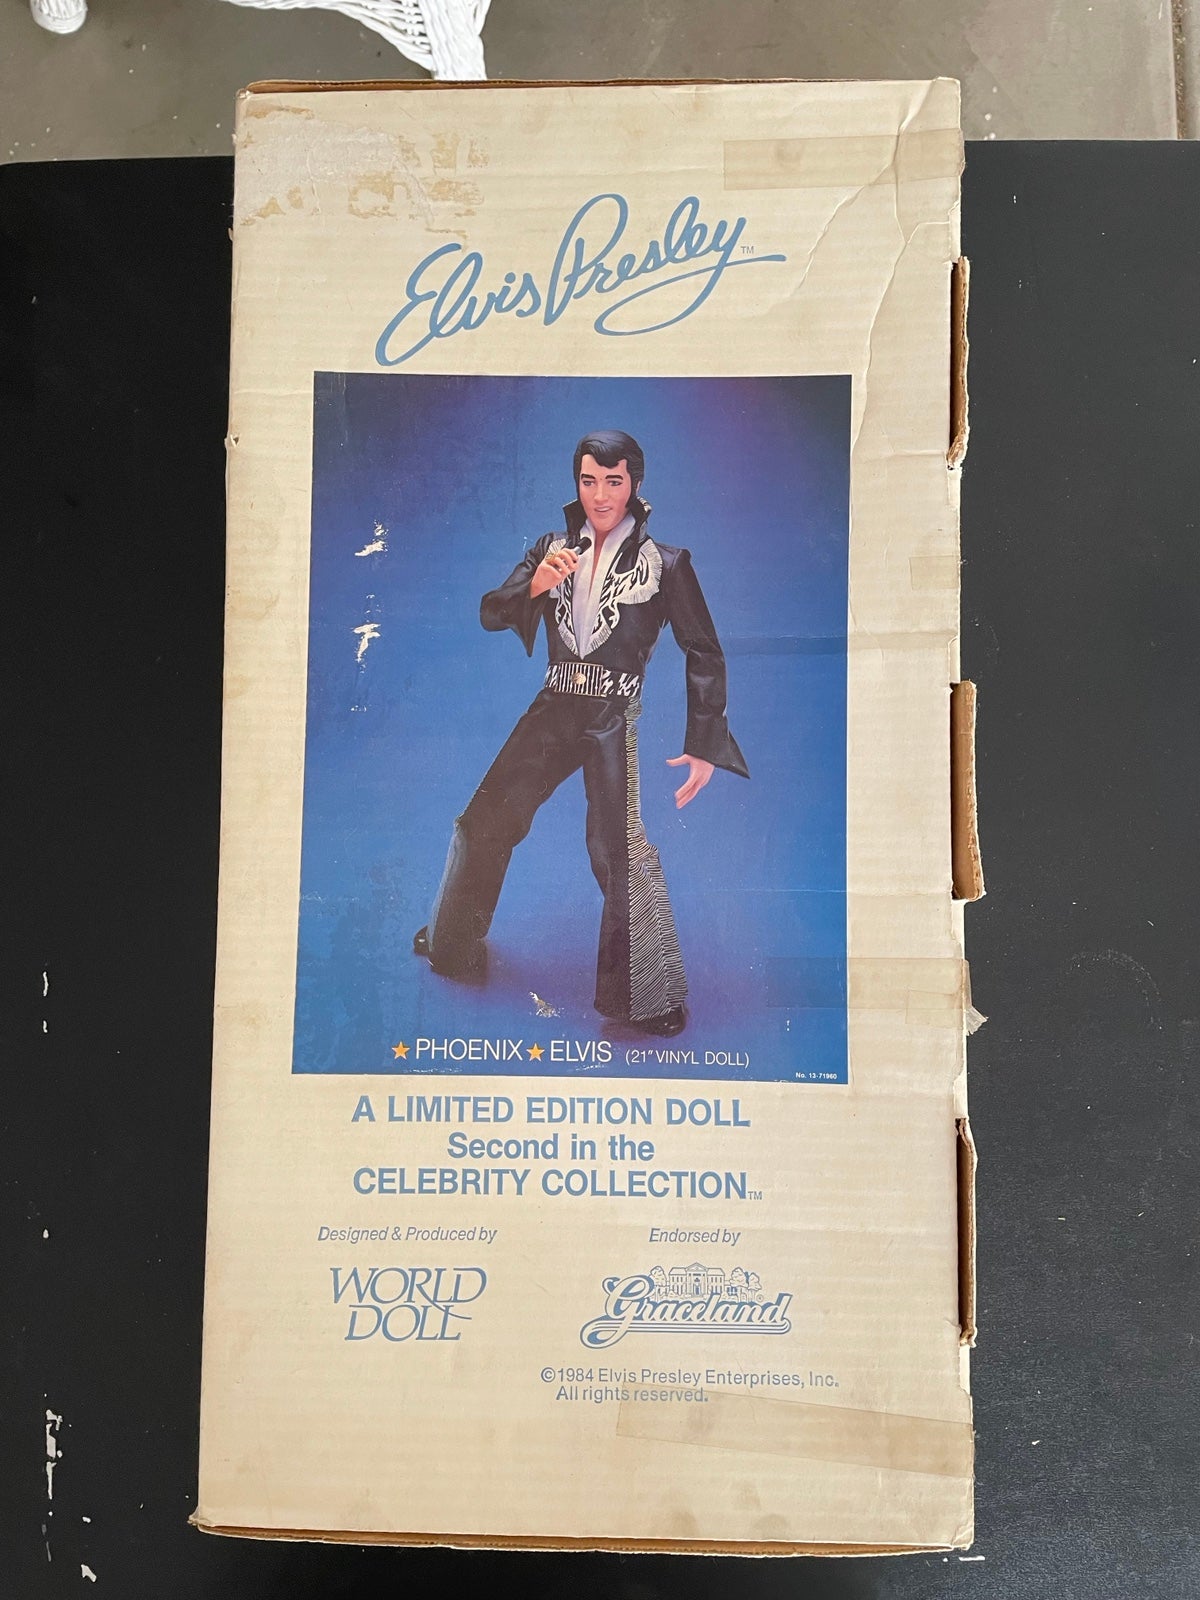 Elvis Presley™
★ PHOENIX ★ ELVIS (21" VINYL DOLL)
No. 13-71960
A LIMITED EDITION DOLL
Second in the
CELEBRITY COLLECTION™
Designed & Produced by
WORLD
DOLL
Endorsed by
Graceland®
©1984 Elvis Presley Enterprises, Inc.
All rights reserved.